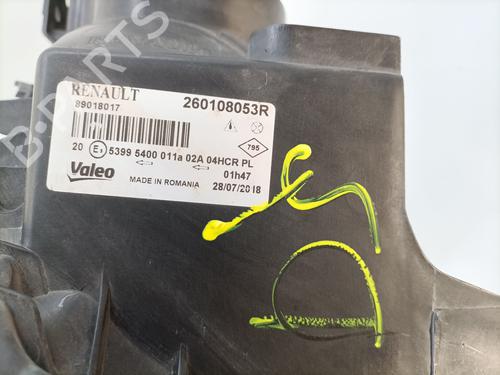 RENAULT
89018017
260108053R
795
20 E 5399 5400 011a 02A 04HCR PL
Valeo
MADE IN ROMANIA
01h47
28/07/2018
B-PARTS